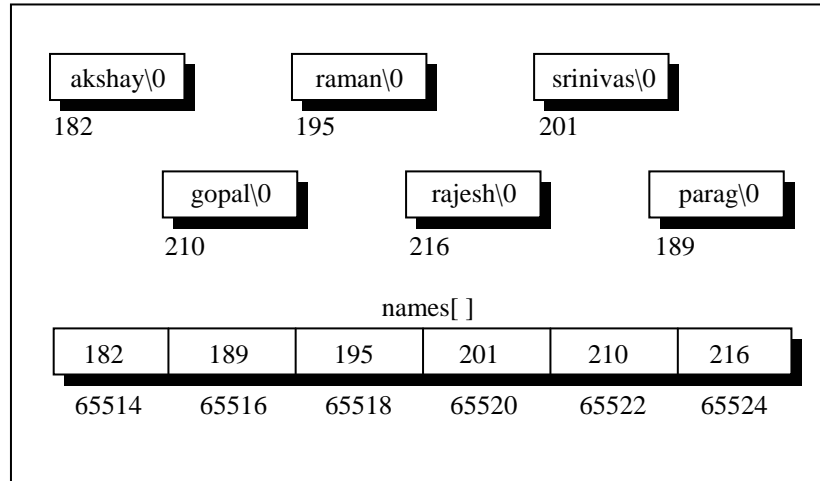 akshay\0 raman\0 srinivas\0
182 195 201
gopal\0 rajesh\0 parag\0
210 216 189
names[ ]
182 189 195 201 210 216
65514 65516 65518 65520 65522 65524